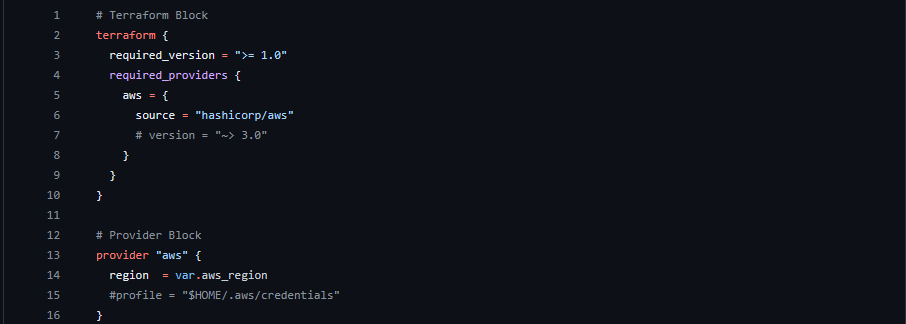 1 # Terraform Block
2 terraform {
3   required_version = ">= 1.0"
4   required_providers {
5     aws = {
6       source = "hashicorp/aws"
7       # version = "~> 3.0"
8     }
9   }
10 }
11
12 # Provider Block
13 provider "aws" {
14   region  = var.aws_region
15   #profile = "$HOME/.aws/credentials"
16 }